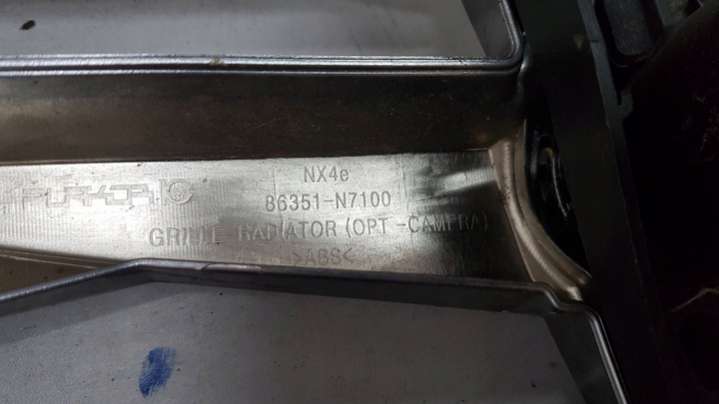 NX4e
86351-N7100
GRILLE RADIATOR (OPT -CAMERA)
>ABS<